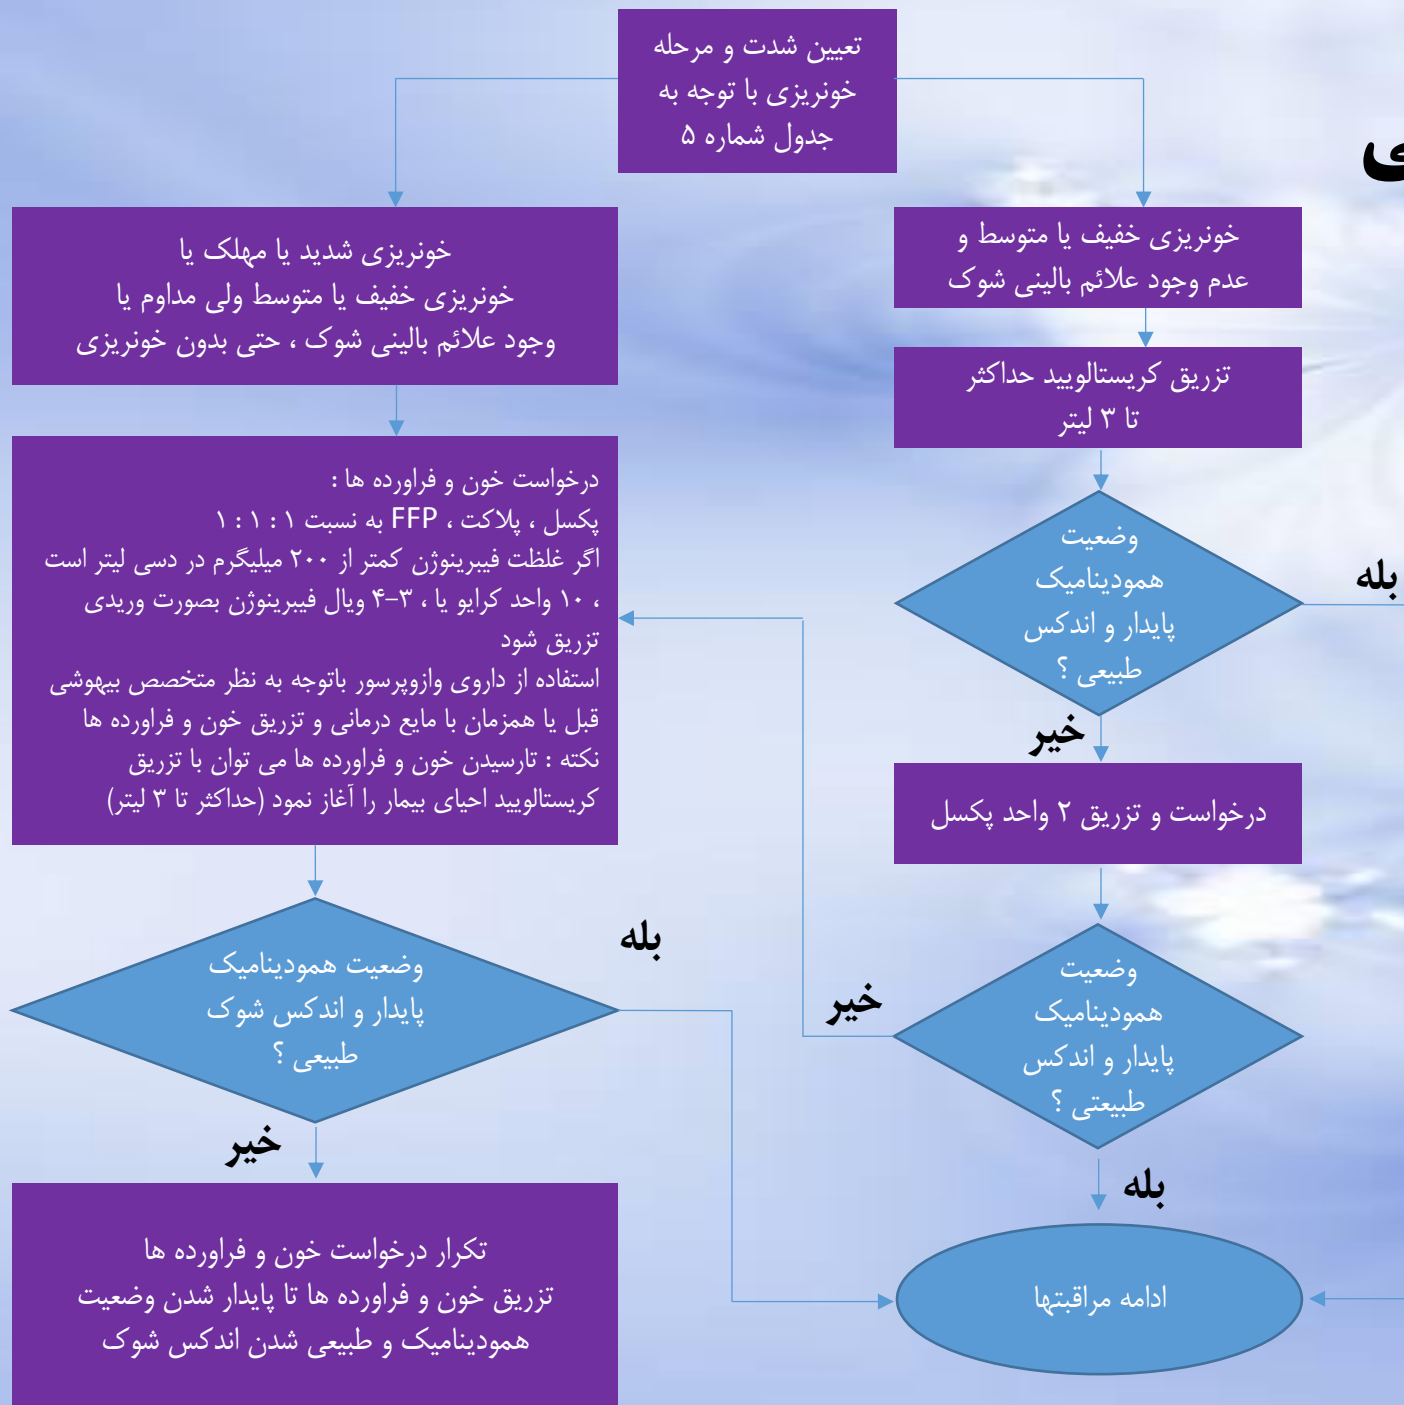 تعیین شدت و مرحله
خونریزی با توجه به
جدول شماره ۵
ی
خونریزی خفیف یا متوسط و
عدم وجود علائم بالینی شوک
تزریق کریستالویید حداکثر
تا ۳ لیتر
وضعیت
همودینامیک
پایدار و اندکس
طبیعی ؟
بله
خیر
درخواست و تزریق ۲ واحد پکسل
وضعیت
همودینامیک
پایدار و اندکس
طبیعتی ؟
خیر
بله
ادامه مراقبتها
خونریزی شدید یا مهلک یا
خونریزی خفیف یا متوسط ولی مداوم یا
وجود علائم بالینی شوک ، حتی بدون خونریزی
درخواست خون و فراورده ها :
پکسل ، پلاکت ، FFP به نسبت ۱ : ۱ : ۱
اگر غلظت فیبرینوژن کمتر از ۲۰۰ میلیگرم در دسی لیتر است
، ۱۰ واحد کرایو یا ، ۳-۴ ویال فیبرینوژن بصورت وریدی
تزریق شود
استفاده از داروی وازوپرسور باتوجه به نظر متخصص بیهوشی
قبل یا همزمان با مایع درمانی و تزریق خون و فراورده ها
نکته : تارسیدن خون و فراورده ها می توان با تزریق
کریستالویید احیای بیمار را آغاز نمود (حداکثر تا ۳ لیتر)
وضعیت همودینامیک
پایدار و اندکس شوک
طبیعی ؟
بله
خیر
تکرار درخواست خون و فراورده ها
تزریق خون و فراورده ها تا پایدار شدن وضعیت
همودینامیک و طبیعی شدن اندکس شوک